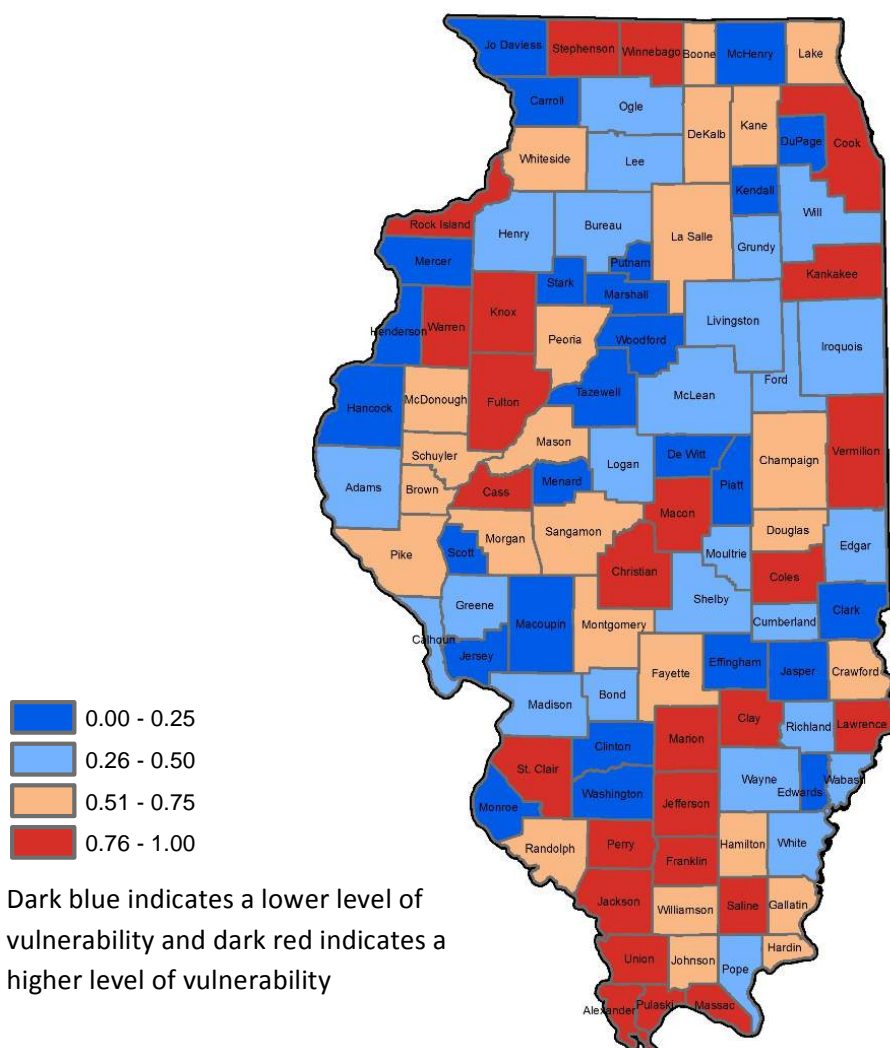 Jo Daviess
Stephenson
Winnebago
Boone
McHenry
Lake
Carroll
Ogle
DeKalb
Kane
DuPage
Cook
Whiteside
Lee
Kendall
Will
Rock Island
Henry
Bureau
La Salle
Grundy
Mercer
Putnam
Kankakee
Stark
Marshall
Henderson
Warren
Knox
Peoria
Woodford
Livingston
Iroquois
Hancock
McDonough
Fulton
Tazewell
McLean
Ford
Schuyler
Mason
Logan
De Witt
Piatt
Champaign
Vermilion
Adams
Brown
Cass
Menard
Macon
Pike
Scott
Morgan
Sangamon
Christian
Moultrie
Douglas
Edgar
Coles
Shelby
Greene
Macoupin
Montgomery
Cumberland
Clark
Calhoun
Jersey
Fayette
Effingham
Jasper
Crawford
0.00 - 0.25
Madison
Bond
Clay
Richland
Lawrence
0.26 - 0.50
Clinton
Marion
St. Clair
Wayne
Edwards
Wabash
0.51 - 0.75
Monroe
Washington
Jefferson
0.76 - 1.00
Randolph
Perry
Franklin
Hamilton
White
Dark blue indicates a lower level of
vulnerability and dark red indicates a
higher level of vulnerability
Jackson
Williamson
Saline
Gallatin
Union
Johnson
Pope
Hardin
Alexander
Pulaski
Massac